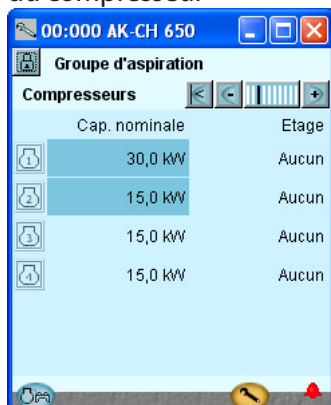 du compresseur
00:000 AK-CH 650
Groupe d'aspiration
Compresseurs
Cap. nominale Etage
1 30,0 kW Aucun
2 15,0 kW Aucun
3 15,0 kW Aucun
4 15,0 kW Aucun